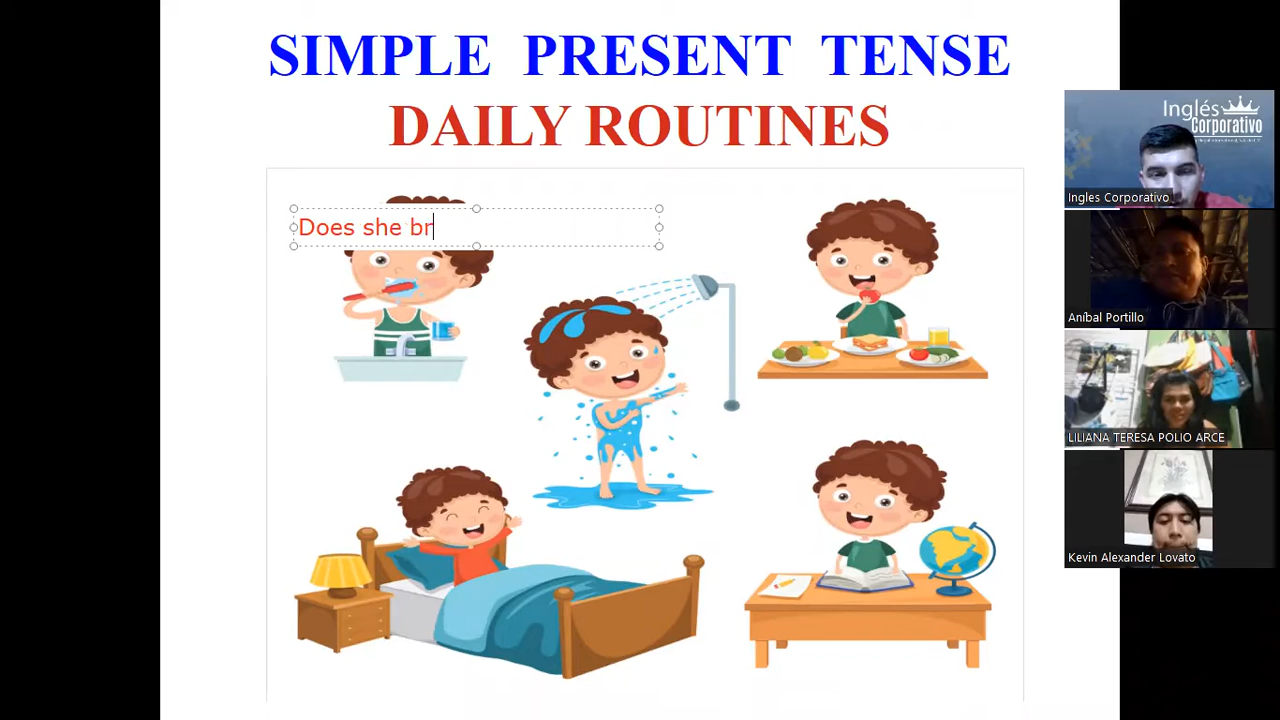 SIMPLE PRESENT TENSE
DAILY ROUTINES
Does she br
Inglés
Corporativo
Ingles Corporativo
Aníbal Portillo
LILIANA TERESA POLIO ARCE
Kevin Alexander Lovato